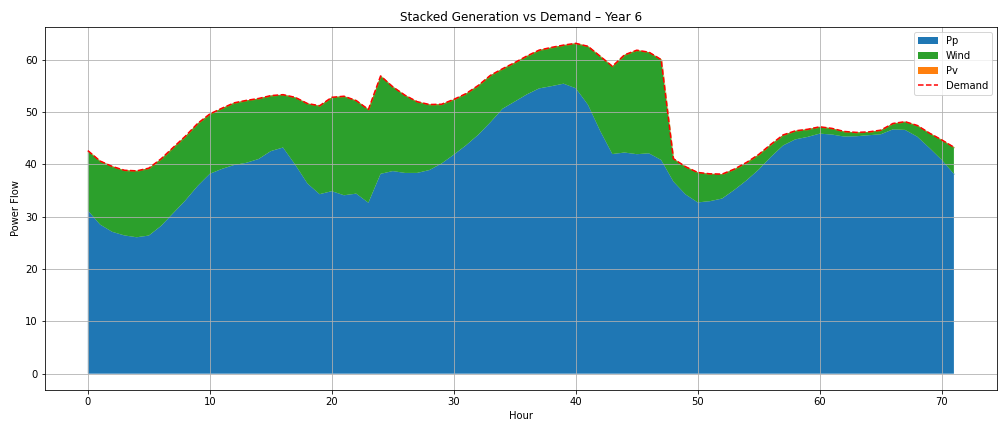 Stacked Generation vs Demand – Year 6
Pp
Wind
Pv
Demand
Power Flow
60
50
40
30
20
10
0
0 10 20 30 40 50 60 70
Hour